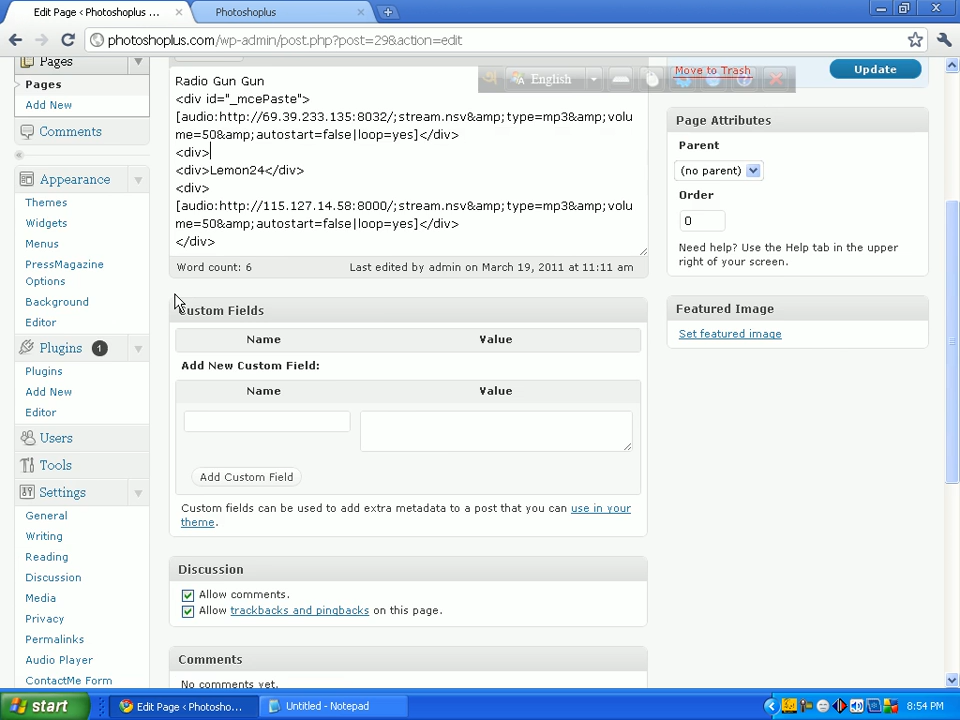 Edit Page ‹ Photoshoplus ...
Photoshoplus
photoshoplus.com/wp-admin/post.php?post=29&action=edit
Pages
Pages
Add New
Comments
Appearance
Themes
Widgets
Menus
PressMagazine
Options
Background
Editor
Plugins 1
Plugins
Add New
Editor
Users
Tools
Settings
General
Writing
Reading
Discussion
Media
Privacy
Permalinks
Audio Player
ContactMe Form
Radio Gun Gun
<div id="_mcePaste">
[audio:http://69.39.233.135:8032/;stream.nsv&amp;type=mp3&amp;volu
me=50&amp;autostart=false|loop=yes]</div>
<div>
<div>Lemon24</div>
<div>
[audio:http://115.127.14.58:8000/;stream.nsv&amp;type=mp3&amp;volu
me=50&amp;autostart=false|loop=yes]</div>
</div>
Word count: 6
Last edited by admin on March 19, 2011 at 11:11 am
English
Move to Trash
Update
Custom Fields
Name Value
Add New Custom Field:
Name Value
Add Custom Field
Custom fields can be used to add extra metadata to a post that you can use in your
theme.
Discussion
Allow comments.
Allow trackbacks and pingbacks on this page.
Comments
No comments yet.
Page Attributes
Parent
(no parent)
Order
0
Need help? Use the Help tab in the upper
right of your screen.
Featured Image
Set featured image
start
Edit Page ‹ Photosho...
Untitled - Notepad
8:54 PM